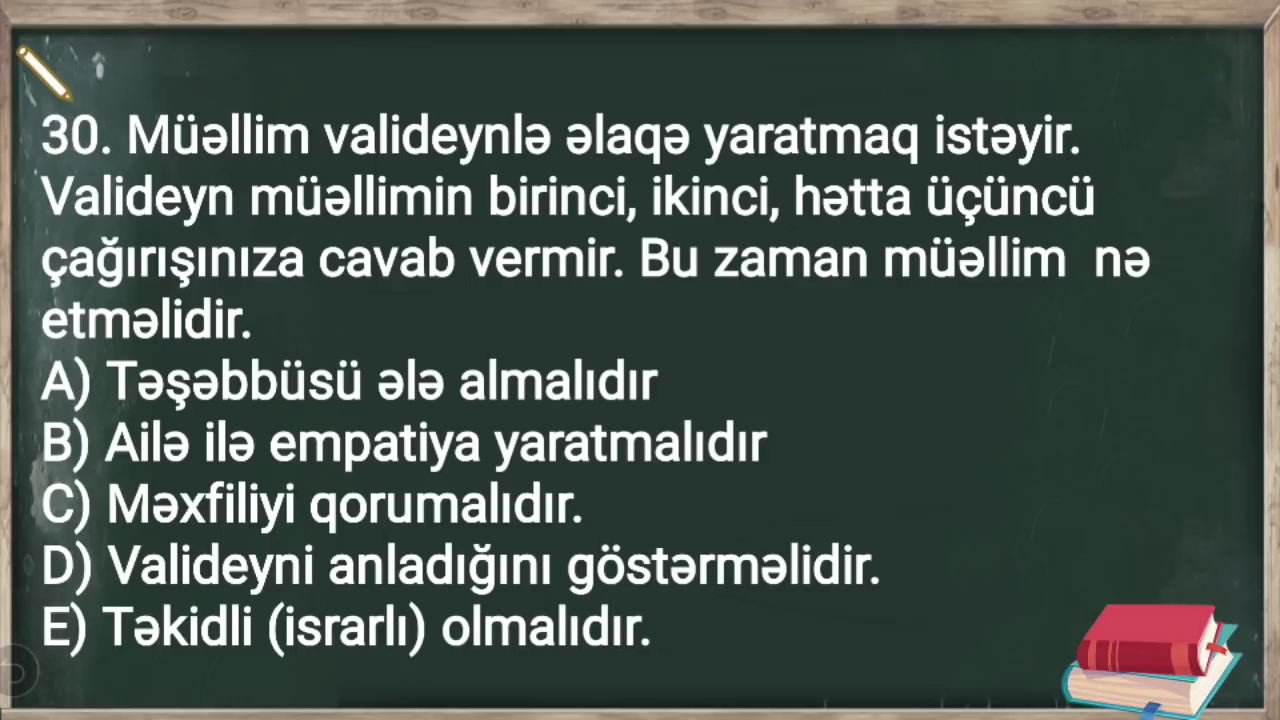 30. Müəllim valideynlə əlaqə yaratmaq istəyir.
Valideyn müəllimin birinci, ikinci, hətta üçüncü
çağırışınıza cavab vermir. Bu zaman müəllim nə
etməlidir.
A) Təşəbbüsü ələ almalıdır
B) Ailə ilə empatiya yaratmalıdır
C) Məxfiliyi qorumalıdır.
D) Valideyni anladığını göstərməlidir.
E) Təkidli (israrlı) olmalıdır.